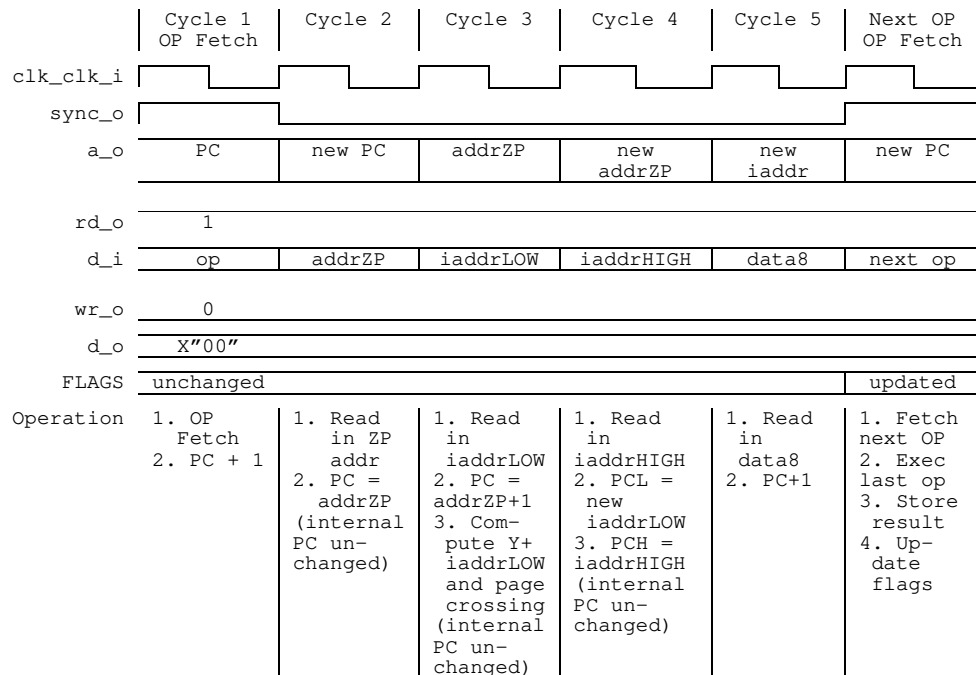 Cycle 1 Cycle 2 Cycle 3 Cycle 4 Cycle 5 Next OP
OP Fetch OP Fetch
clk_clk_i
sync_o
a_o PC new PC addrZP new new new PC
addrZP iaddr
rd_o 1
d_i op addrZP iaddrLOW iaddrHIGH data8 next op
wr_o 0
d_o X"00"
FLAGS unchanged updated
Operation 1. OP 1. Read 1. Read 1. Read 1. Read 1. Fetch
Fetch in ZP in in in next OP
2. PC + 1 addr iaddrLOW iaddrHIGH data8 2. Exec
2. PC = 2. PC = 2. PCL = 2. PC+1 last op
addrZP addrZP+1 new 3. Store
(internal 3. Com- iaddrLOW result
PC un- pute Y+ 3. PCH = 4. Up-
changed) iaddrLOW iaddrHIGH date
and page (internal flags
crossing PC un-
(internal changed)
PC un-
changed)